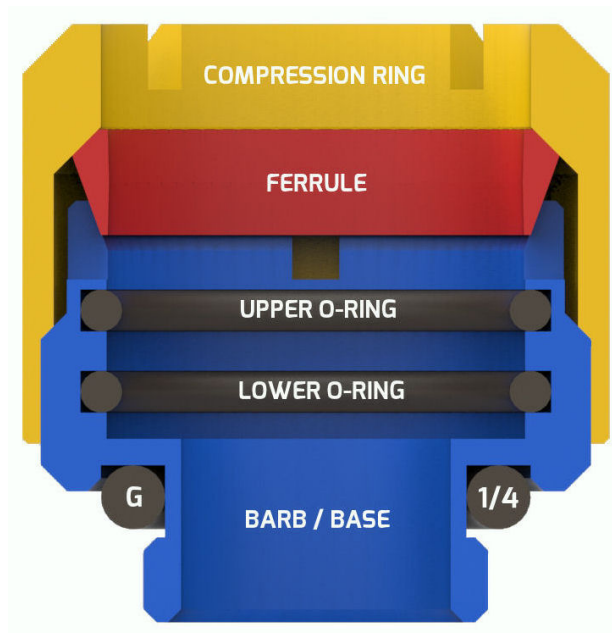 COMPRESSION RING
FERRULE
UPPER O-RING
LOWER O-RING
G
1/4
BARB / BASE